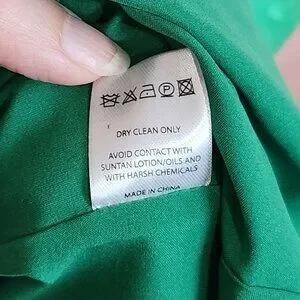 DRY CLEAN ONLY
AVOID CONTACT WITH
SUNTAN LOTION/OILS AND
WITH HARSH CHEMICALS
MADE IN CHINA